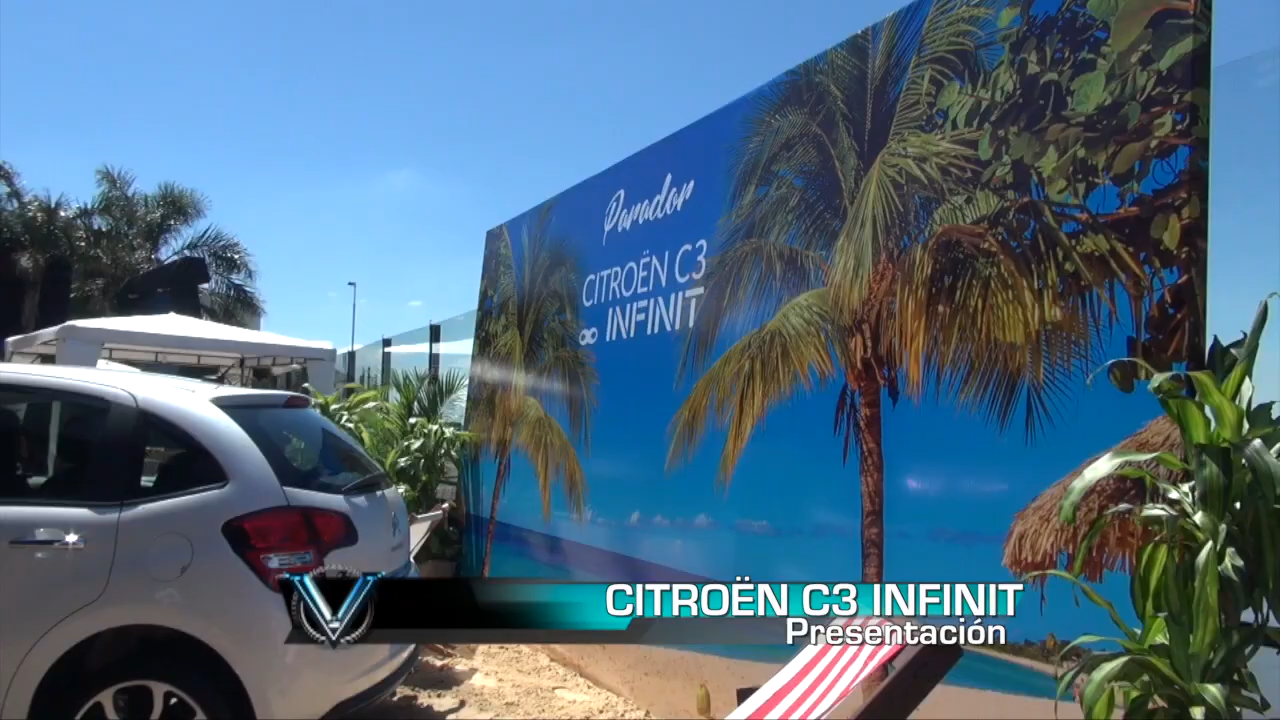 Parador
CITROËN C3
INFINIT
CITROËN C3 INFINIT
Presentación